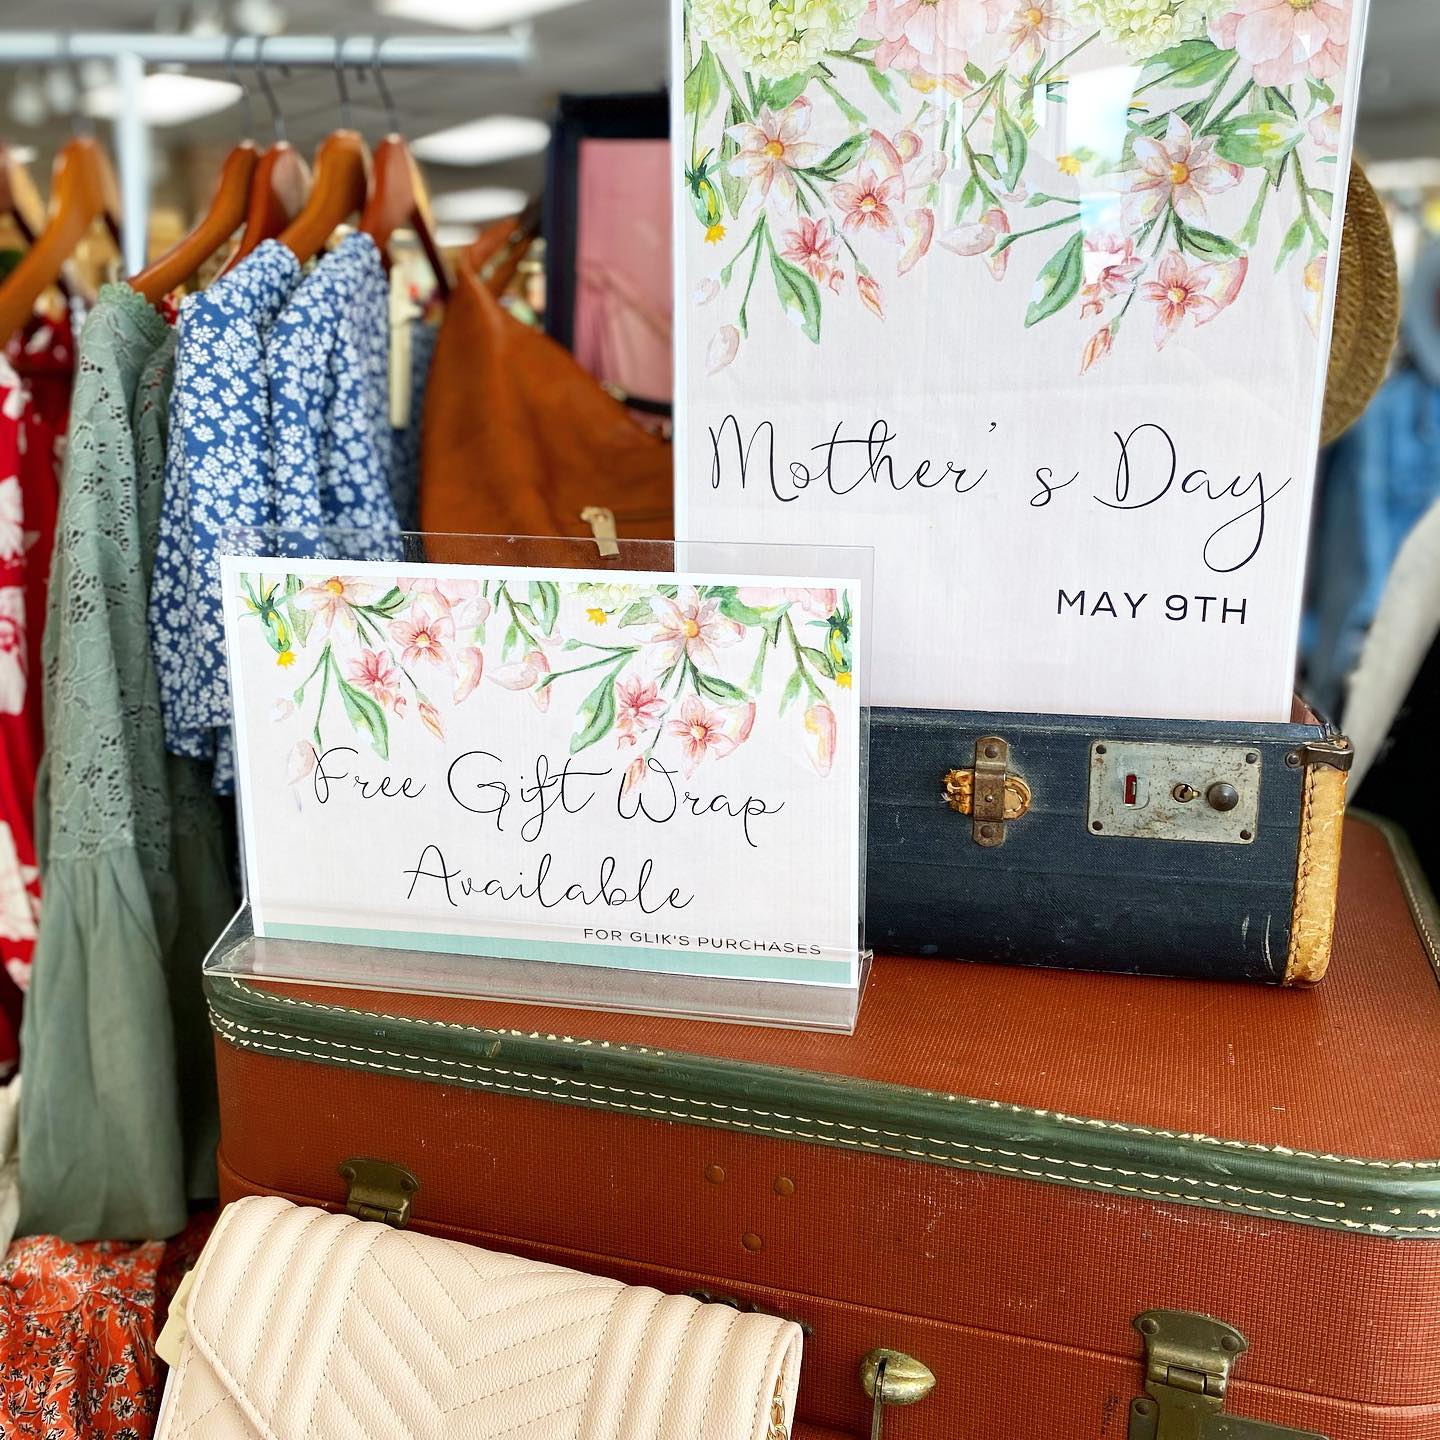 Mother's Day
MAY 9TH
Free Gift Wrap
Available
FOR GLIK'S PURCHASES